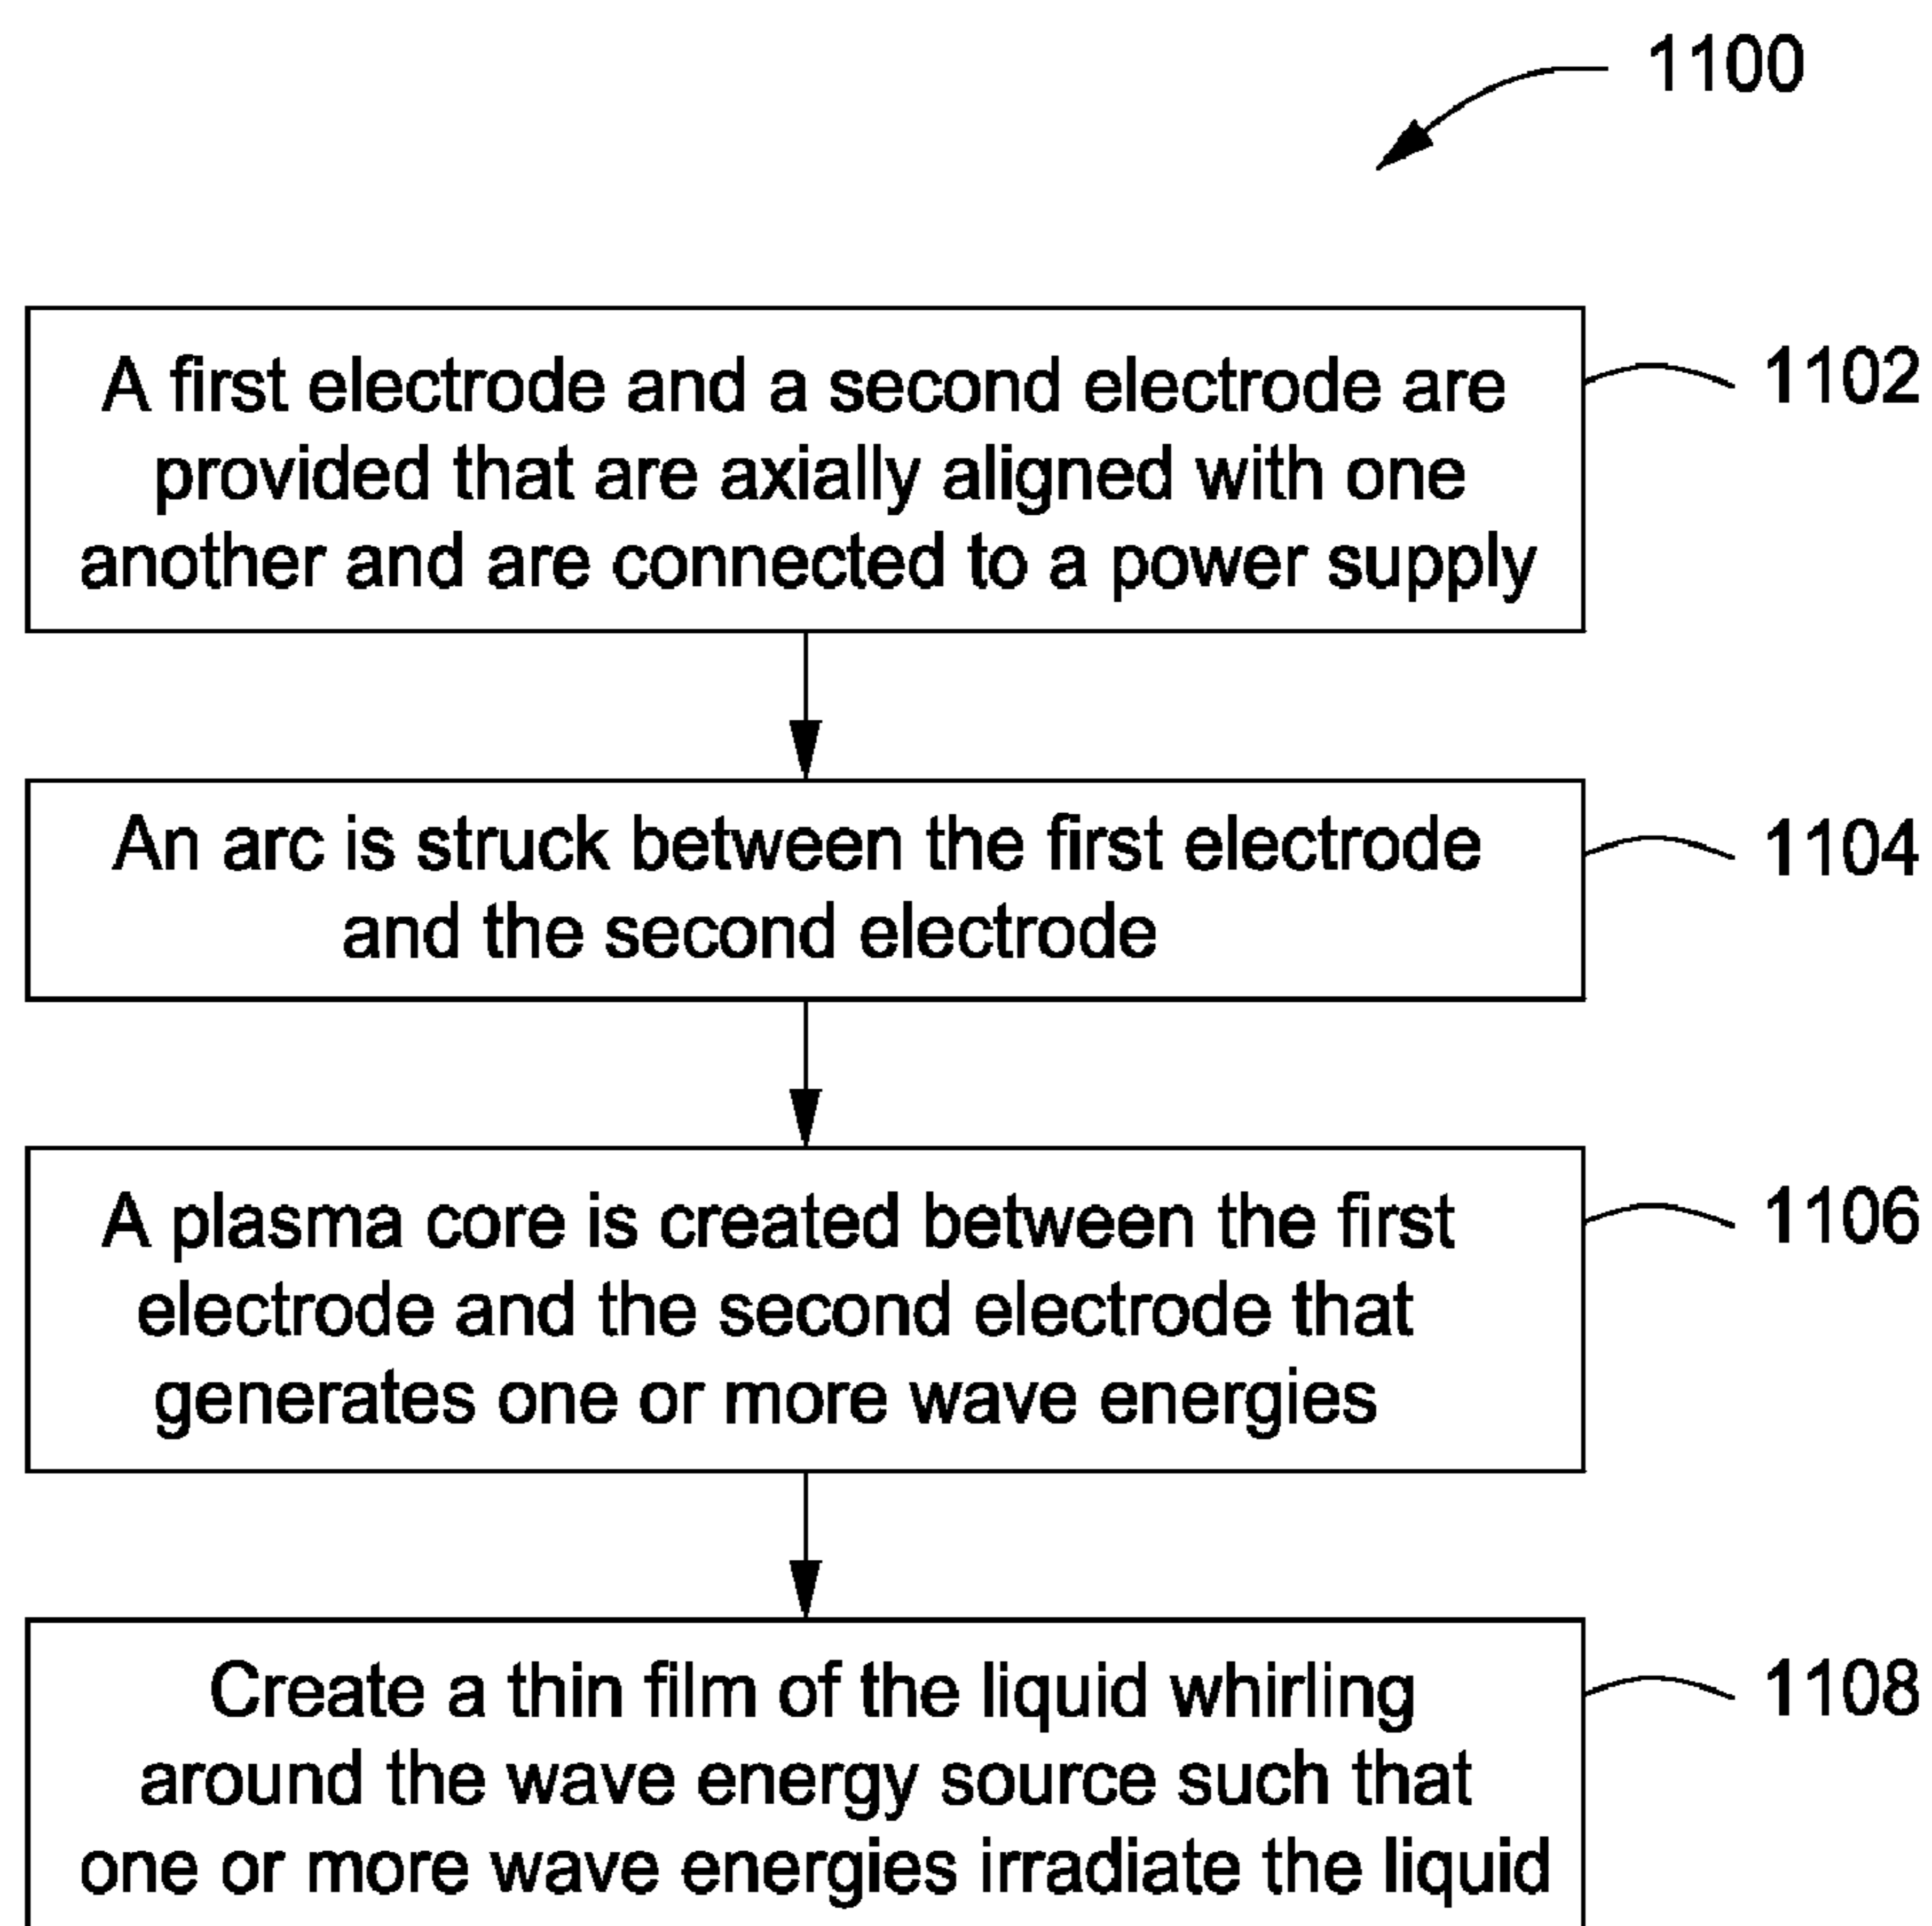 1100
A first electrode and a second electrode are
provided that are axially aligned with one
another and are connected to a power supply
1102
An arc is struck between the first electrode
and the second electrode
1104
A plasma core is created between the first
electrode and the second electrode that
generates one or more wave energies
1106
Create a thin film of the liquid whirling
around the wave energy source such that
one or more wave energies irradiate the liquid
1108